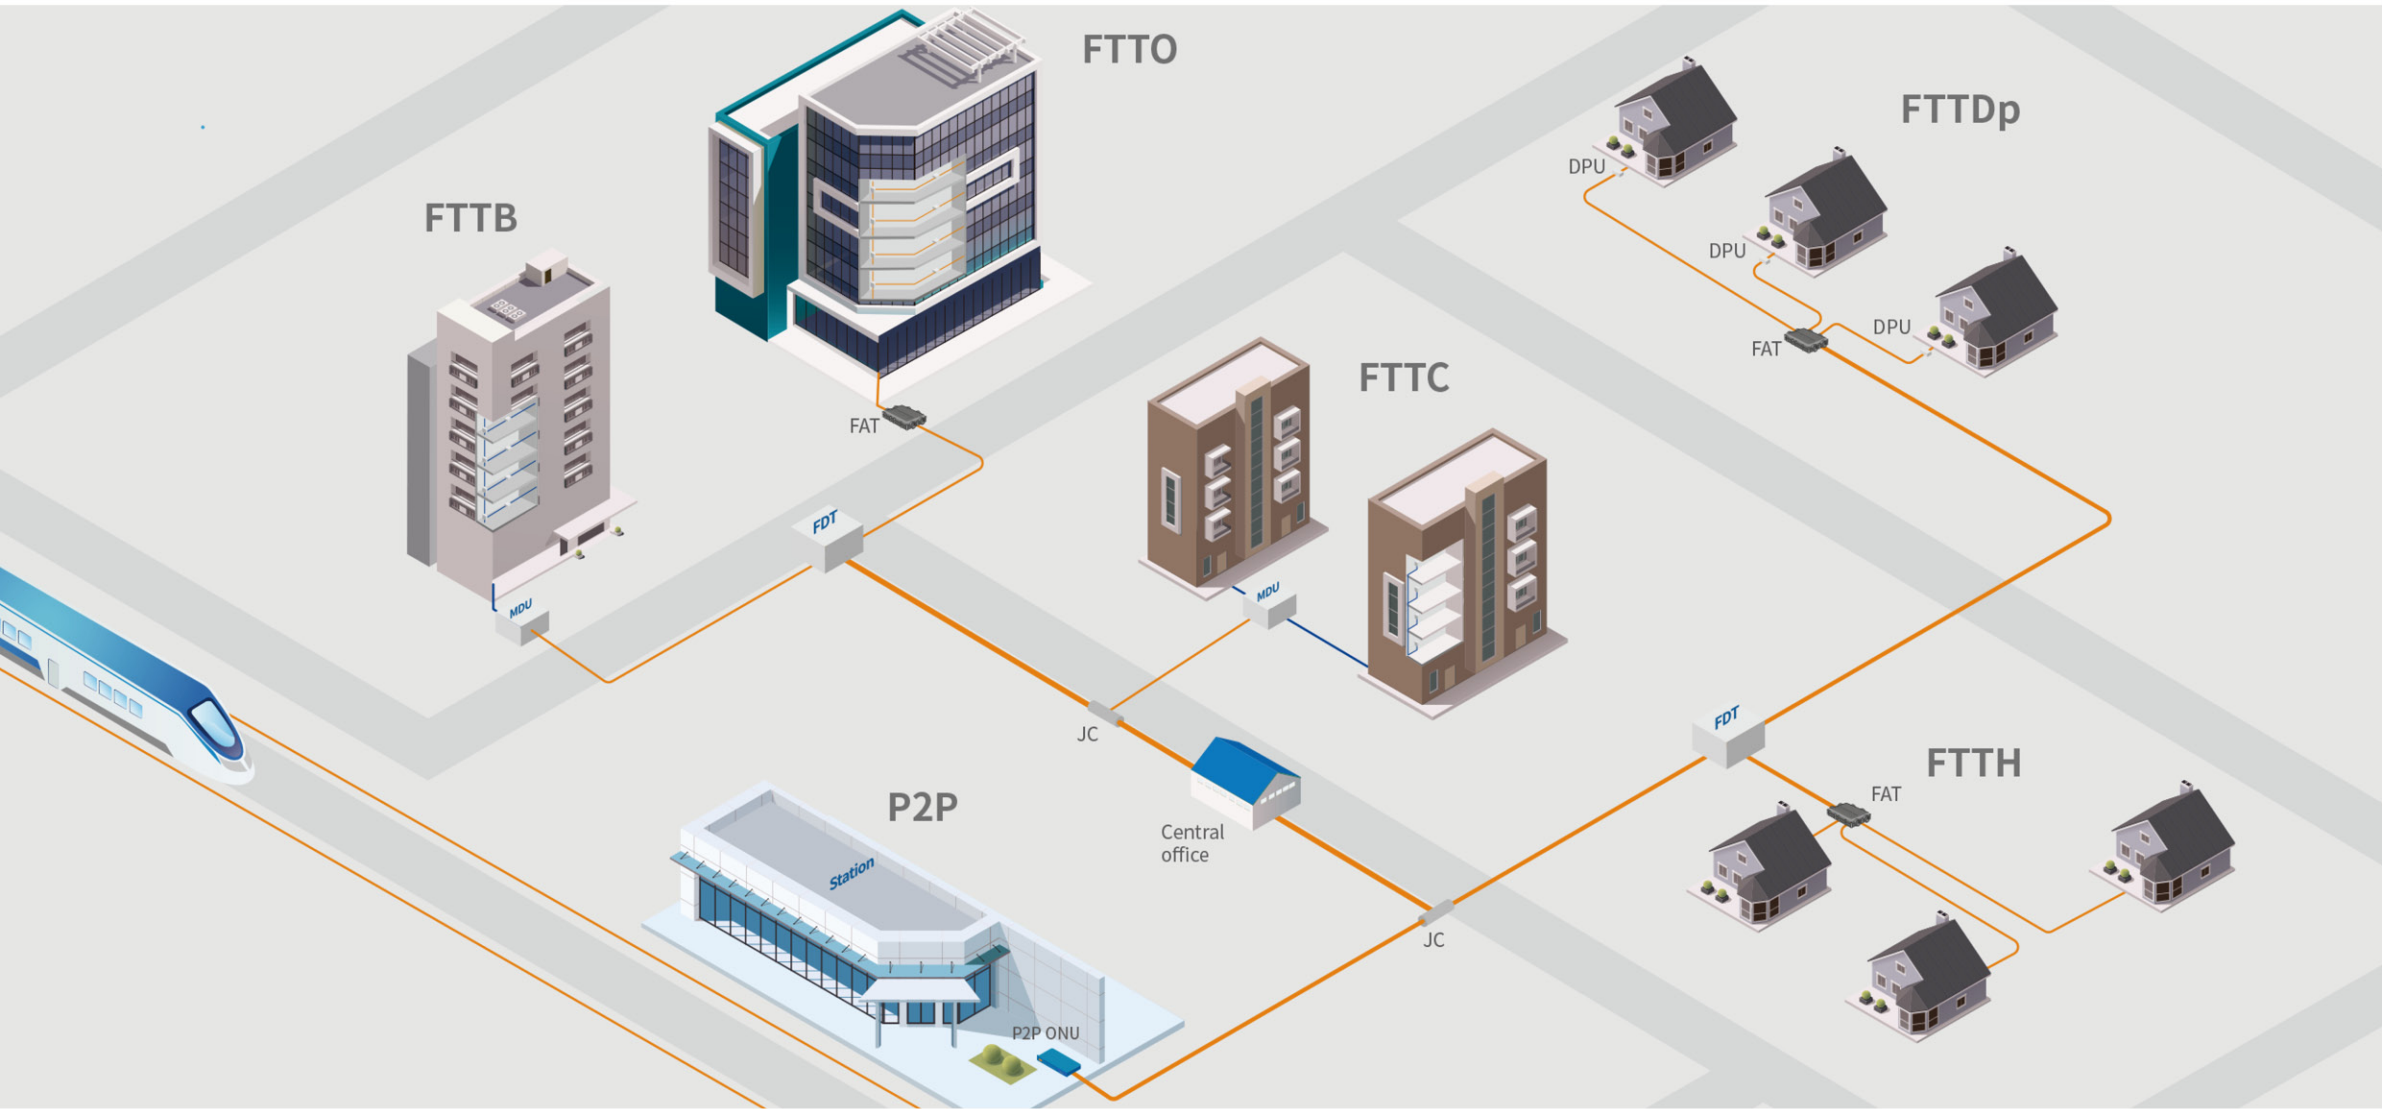 FTTO
FTTDp
DPU
FTTB
DPU
DPU
FAT
FTTC
FAT
FDT
MDU
MDU
FDT
JC
FTTH
FAT
P2P
Central
office
Station
JC
P2P ONU